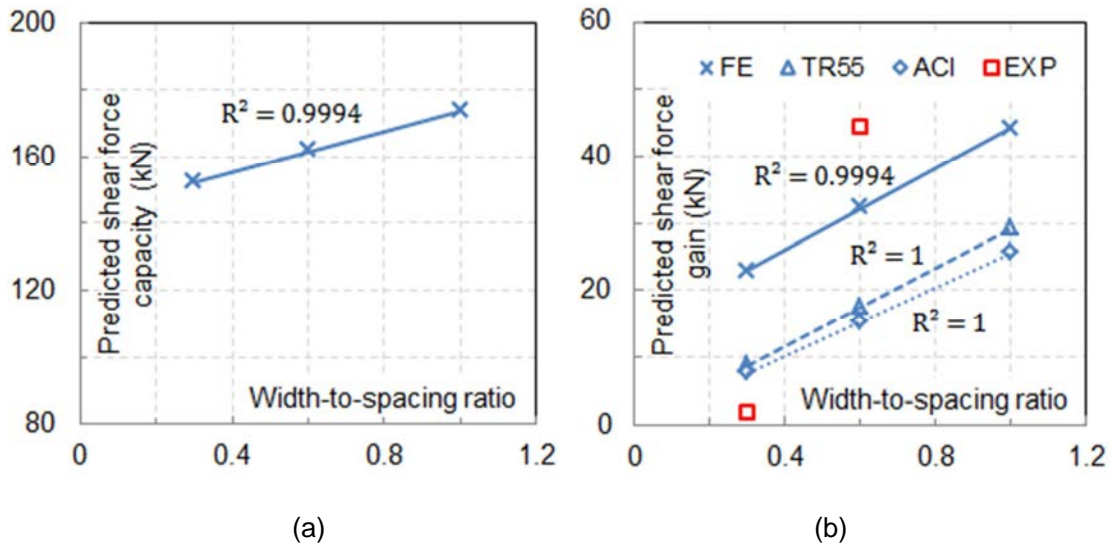 200
160
120
80
Predicted shear force
capacity (kN)
R² = 0.9994
Width-to-spacing ratio
0 0.4 0.8 1.2
(a)
60
40
20
0
Predicted shear force
gain (kN)
FE TR55 ACI EXP
R² = 0.9994
R² = 1
R² = 1
Width-to-spacing ratio
0 0.4 0.8 1.2
(b)